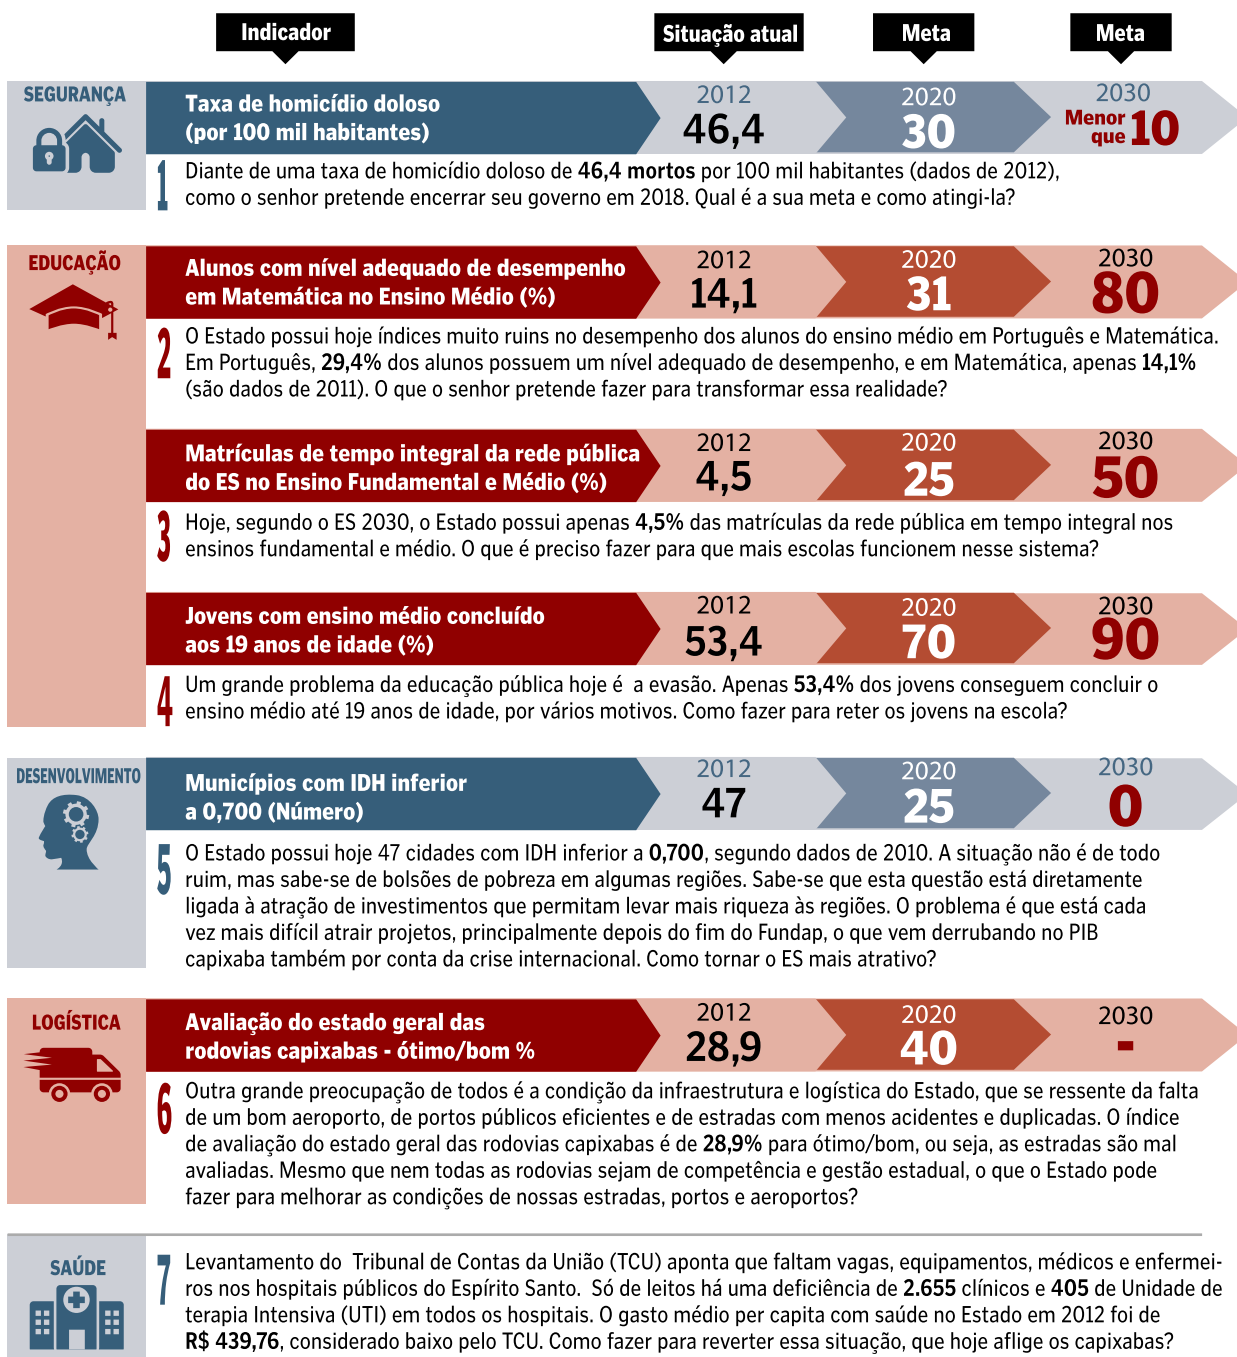 Indicador
Situação atual
Meta
Meta
SEGURANÇA
Taxa de homicídio doloso
(por 100 mil habitantes)
2012
46,4
2020
30
2030
Menor
que 10
1
Diante de uma taxa de homicídio doloso de 46,4 mortos por 100 mil habitantes (dados de 2012),
como o senhor pretende encerrar seu governo em 2018. Qual é a sua meta e como atingi-la?
EDUCAÇÃO
Alunos com nível adequado de desempenho
em Matemática no Ensino Médio (%)
2012
14,1
2020
31
2030
80
2
O Estado possui hoje índices muito ruins no desempenho dos alunos do ensino médio em Português e Matemática.
Em Português, 29,4% dos alunos possuem um nível adequado de desempenho, e em Matemática, apenas 14,1%
(são dados de 2011). O que o senhor pretende fazer para transformar essa realidade?
Matrículas de tempo integral da rede pública
do ES no Ensino Fundamental e Médio (%)
2012
4,5
2020
25
2030
50
3
Hoje, segundo o ES 2030, o Estado possui apenas 4,5% das matrículas da rede pública em tempo integral nos
ensinos fundamental e médio. O que é preciso fazer para que mais escolas funcionem nesse sistema?
Jovens com ensino médio concluído
aos 19 anos de idade (%)
2012
53,4
2020
70
2030
90
4
Um grande problema da educação pública hoje é a evasão. Apenas 53,4% dos jovens conseguem concluir o
ensino médio até 19 anos de idade, por vários motivos. Como fazer para reter os jovens na escola?
DESENVOLVIMENTO
Municípios com IDH inferior
a 0,700 (Número)
2012
47
2020
25
2030
0
5
O Estado possui hoje 47 cidades com IDH inferior a 0,700, segundo dados de 2010. A situação não é de todo
ruim, mas sabe-se de bolsões de pobreza em algumas regiões. Sabe-se que esta questão está diretamente
ligada à atração de investimentos que permitam levar mais riqueza às regiões. O problema é que está cada
vez mais difícil atrair projetos, principalmente depois do fim do Fundap, o que vem derrubando no PIB
capixaba também por conta da crise internacional. Como tornar o ES mais atrativo?
LOGÍSTICA
Avaliação do estado geral das
rodovias capixabas - ótimo/bom %
2012
28,9
2020
40
2030
-
6
Outra grande preocupação de todos é a condição da infraestrutura e logística do Estado, que se ressente da falta
de um bom aeroporto, de portos públicos eficientes e de estradas com menos acidentes e duplicadas. O índice
de avaliação do estado geral das rodovias capixabas é de 28,9% para ótimo/bom, ou seja, as estradas são mal
avaliadas. Mesmo que nem todas as rodovias sejam de competência e gestão estadual, o que o Estado pode
fazer para melhorar as condições de nossas estradas, portos e aeroportos?
SAÚDE
7
Levantamento do Tribunal de Contas da União (TCU) aponta que faltam vagas, equipamentos, médicos e enfermei-
ros nos hospitais públicos do Espírito Santo. Só de leitos há uma deficiência de 2.655 clínicos e 405 de Unidade de
terapia Intensiva (UTI) em todos os hospitais. O gasto médio per capita com saúde no Estado em 2012 foi de
R$ 439,76, considerado baixo pelo TCU. Como fazer para reverter essa situação, que hoje aflige os capixabas?